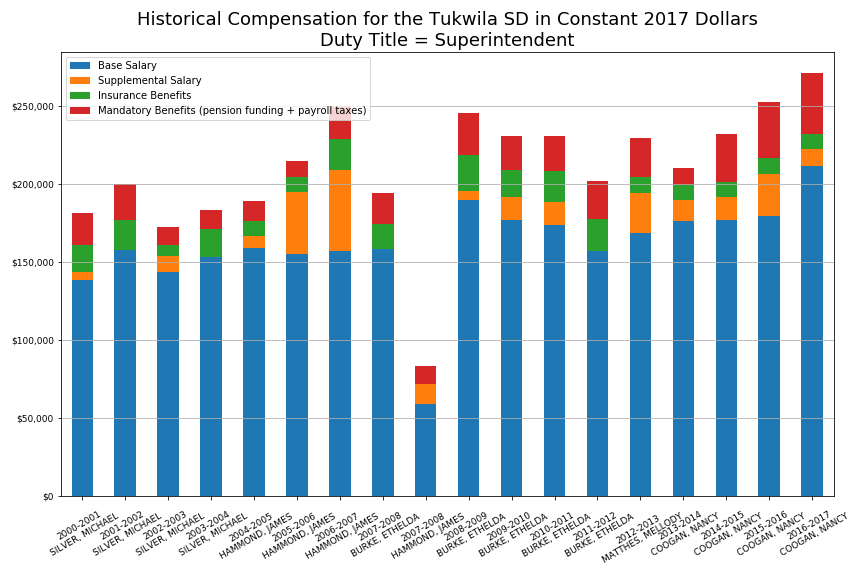 Historical Compensation for the Tukwila SD in Constant 2017 Dollars
Duty Title = Superintendent
Base Salary
Supplemental Salary
Insurance Benefits
Mandatory Benefits (pension funding + payroll taxes)
$250,000
$200,000
$150,000
$100,000
$50,000
$0
2000-2001
SILVER, MICHAEL
2001-2002
SILVER, MICHAEL
2002-2003
SILVER, MICHAEL
2003-2004
SILVER, MICHAEL
2004-2005
HAMMOND, JAMES
2005-2006
HAMMOND, JAMES
2006-2007
HAMMOND, JAMES
2007-2008
BURKE, ETHELDA
2007-2008
HAMMOND, JAMES
2008-2009
BURKE, ETHELDA
2009-2010
BURKE, ETHELDA
2010-2011
BURKE, ETHELDA
2011-2012
BURKE, ETHELDA
2012-2013
MATTHES, MELLODY
2013-2014
COOGAN, NANCY
2014-2015
COOGAN, NANCY
2015-2016
COOGAN, NANCY
2016-2017
COOGAN, NANCY